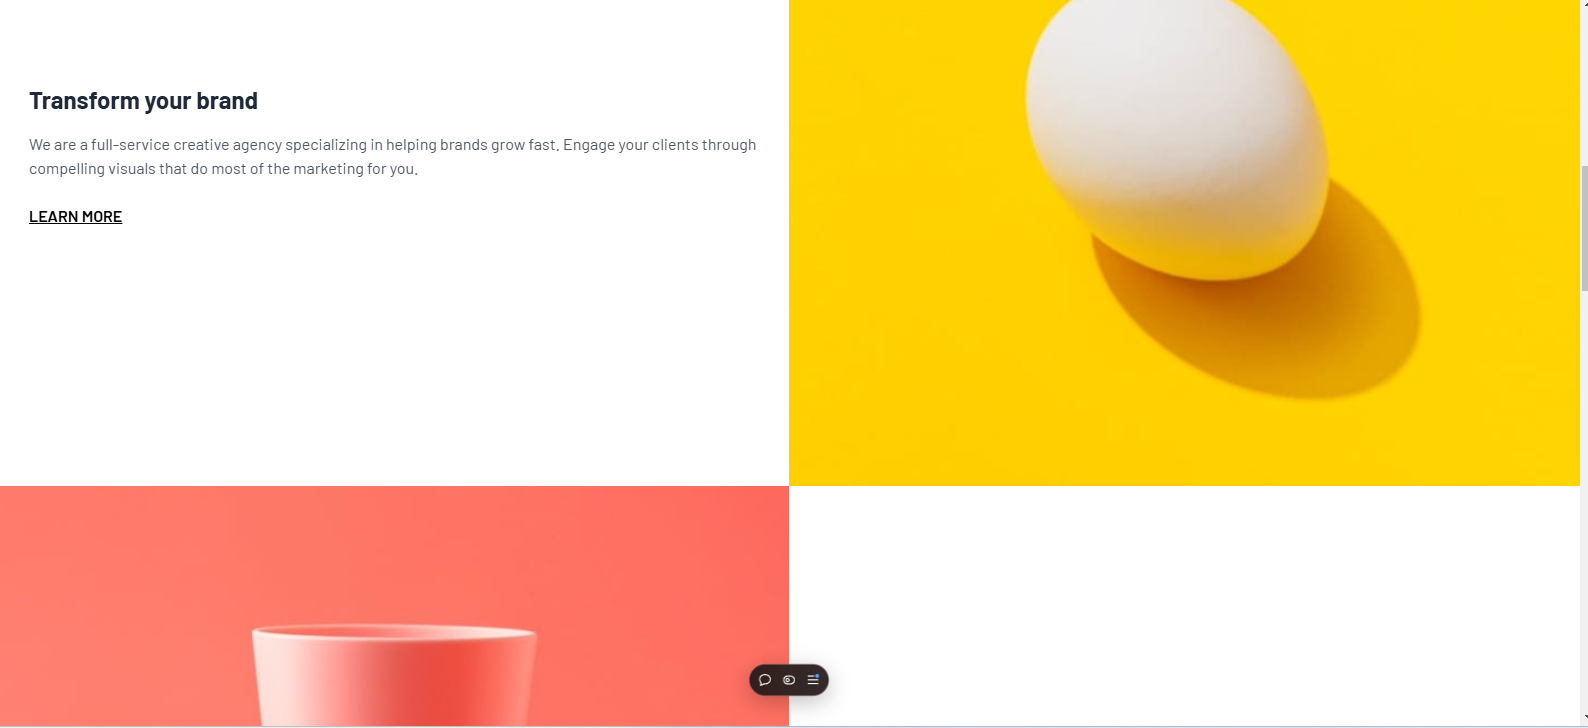 Transform your brand
We are a full-service creative agency specializing in helping brands grow fast. Engage your clients through
compelling visuals that do most of the marketing for you.
LEARN MORE